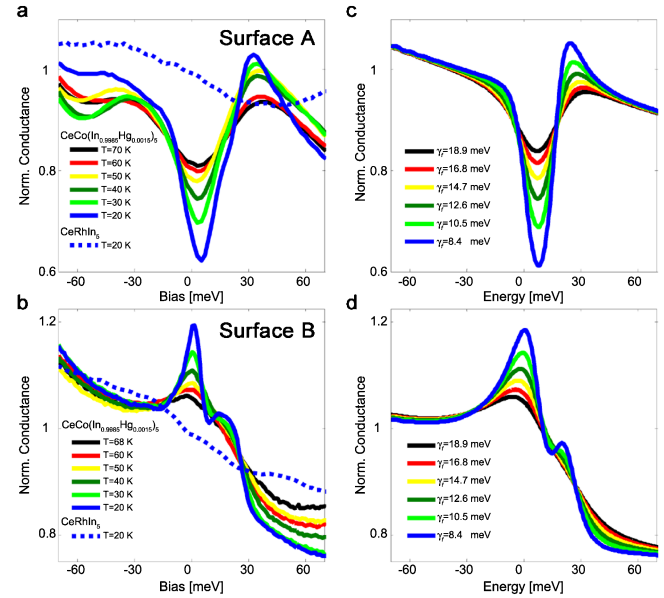 a
Surface A
Norm. Conductance
1
0.8
0.6
CeCo(In0.9985Hg0.0015)5
T=70 K
T=60 K
T=50 K
T=40 K
T=30 K
T=20 K
CeRhIn5
T=20 K
-60
-30
0
30
60
Bias [meV]
c
Norm. Conductance
1
0.8
0.6
γf=18.9 meV
γf=16.8 meV
γf=14.7 meV
γf=12.6 meV
γf=10.5 meV
γf=8.4 meV
-60
-30
0
30
60
Energy [meV]
b
Surface B
Norm. Conductance
1.2
1
0.8
CeCo(In0.9985Hg0.0015)5
T=68 K
T=60 K
T=50 K
T=40 K
T=30 K
T=20 K
CeRhIn5
T=20 K
-60
-30
0
30
60
Bias [meV]
d
Norm. Conductance
1.2
1
0.8
γf=18.9 meV
γf=16.8 meV
γf=14.7 meV
γf=12.6 meV
γf=10.5 meV
γf=8.4 meV
-60
-30
0
30
60
Energy [meV]